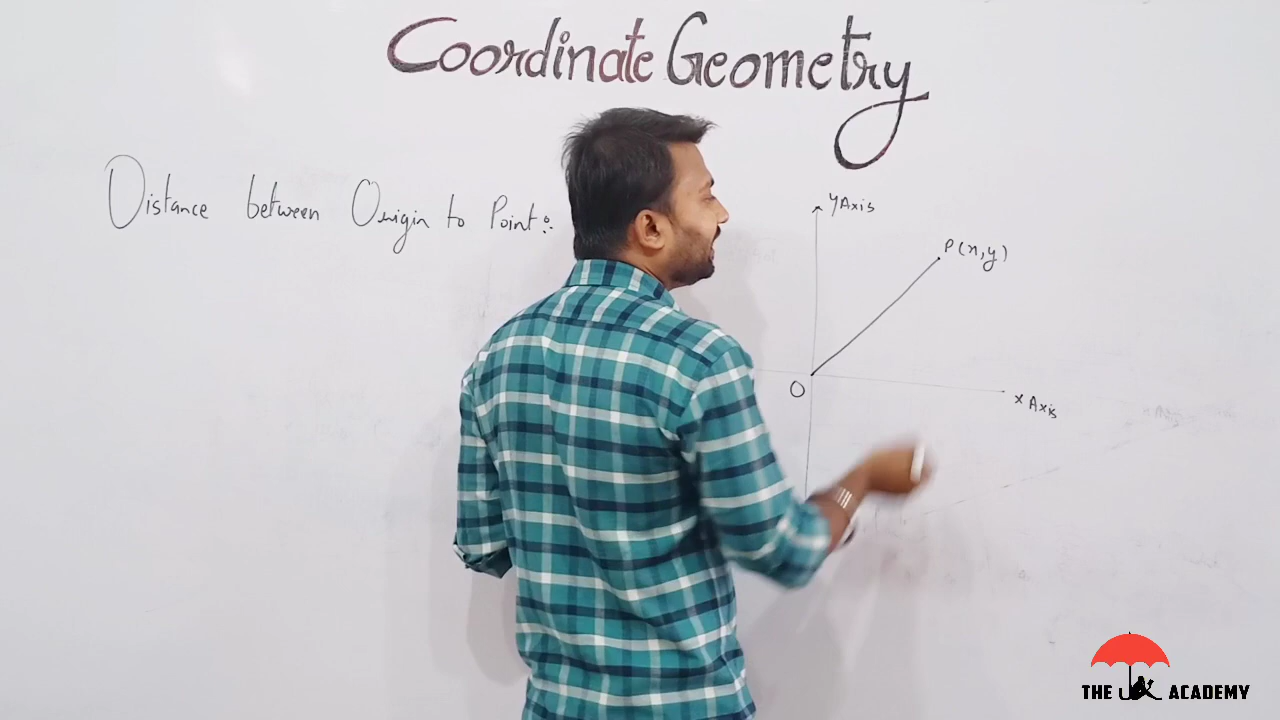 Coordinate Geometry
Distance between Origin to Point:
y Axis
P(x,y)
O
x Axis
THE ACADEMY